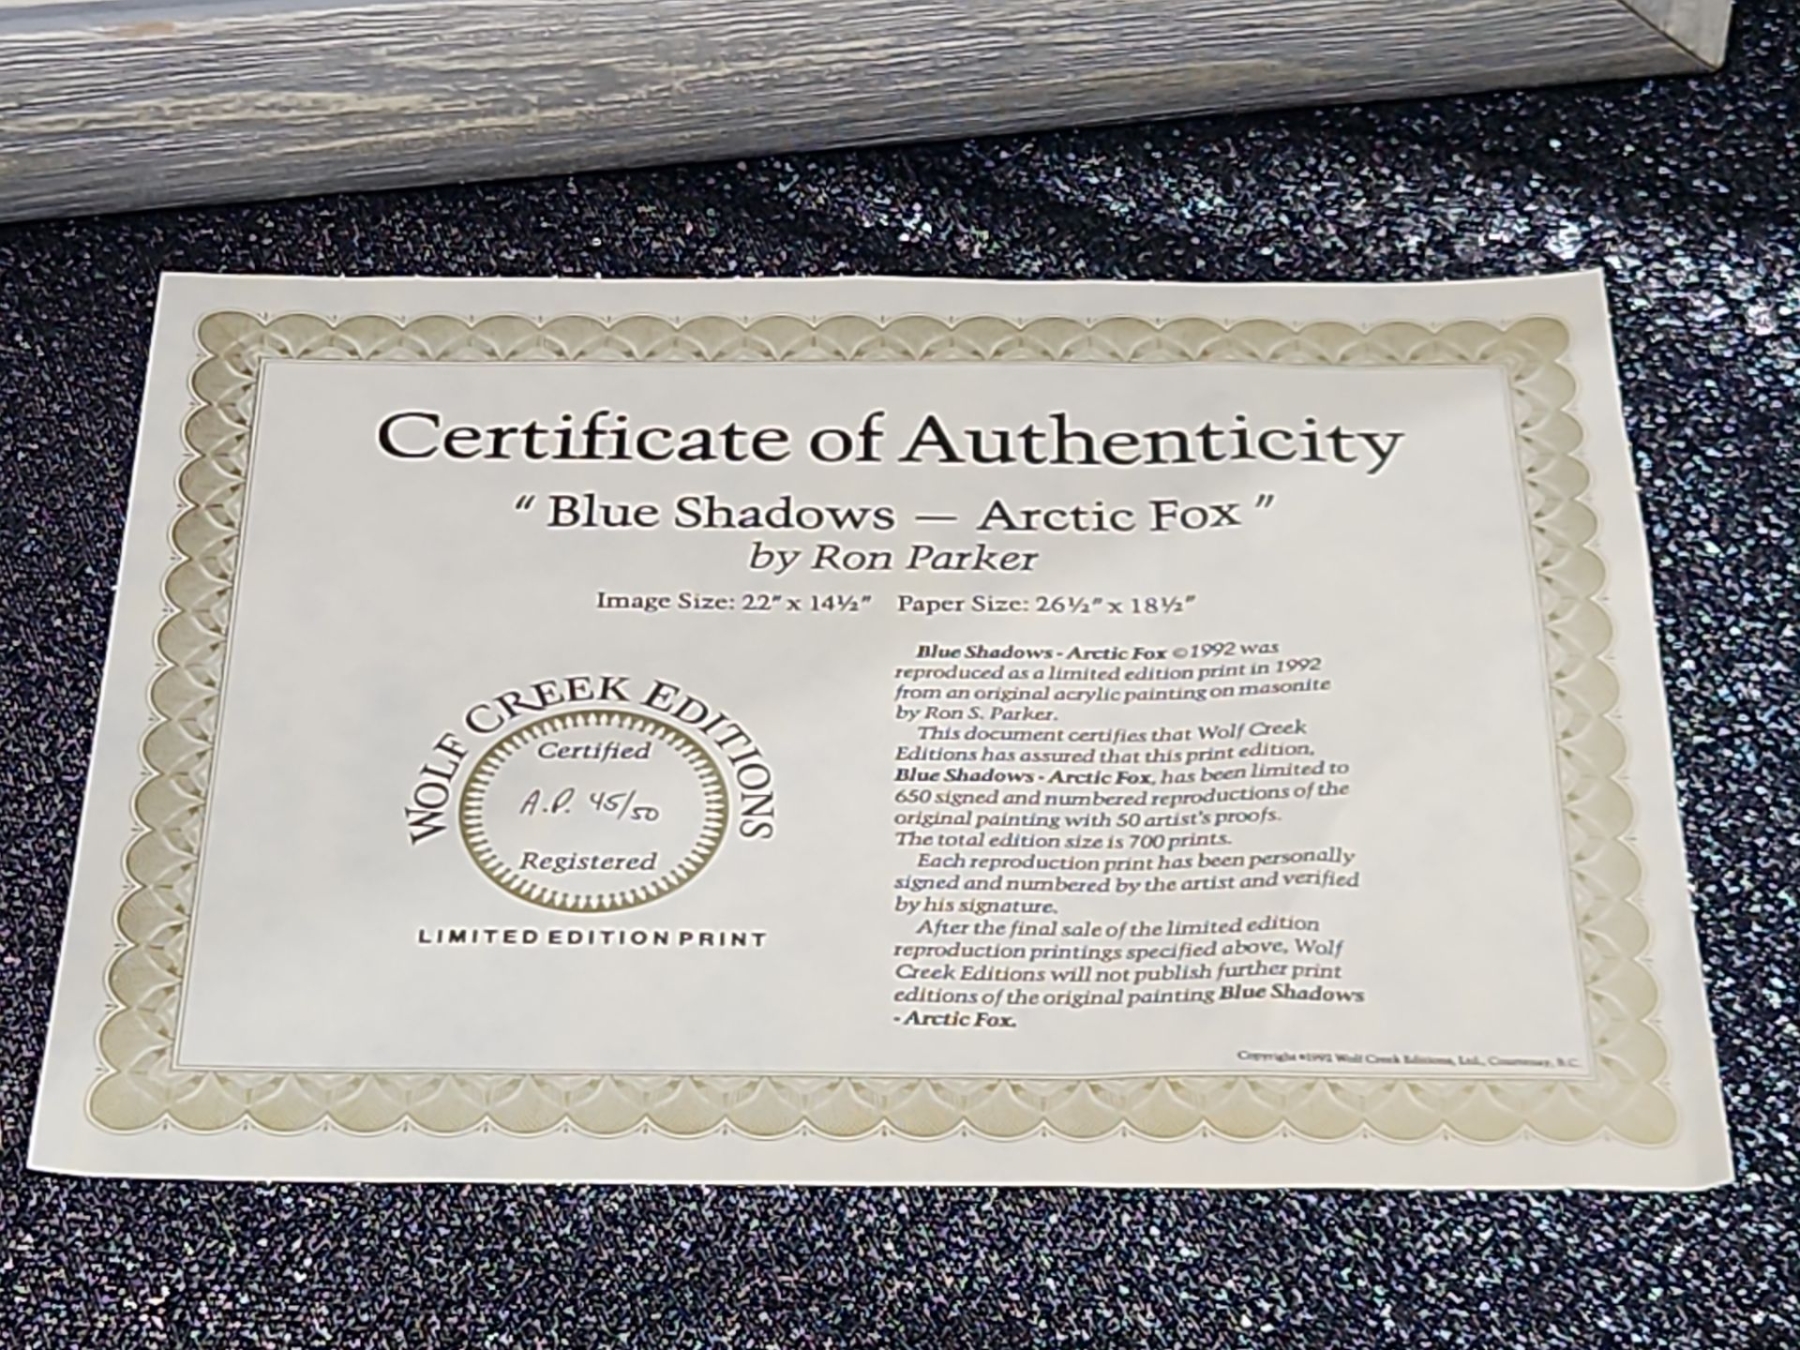 Certificate of Authenticity
“ Blue Shadows — Arctic Fox ”
by Ron Parker
Image Size: 22" x 14½" Paper Size: 26½" x 18½"
WOLF CREEK EDITIONS
Certified
A.P. 45/50
Registered
LIMITED EDITION PRINT
Blue Shadows - Arctic Fox ©1992 was
reproduced as a limited edition print in 1992
from an original acrylic painting on masonite
by Ron S. Parker.
This document certifies that Wolf Creek
Editions has assured that this print edition,
Blue Shadows - Arctic Fox, has been limited to
650 signed and numbered reproductions of the
original painting with 50 artist's proofs.
The total edition size is 700 prints.
Each reproduction print has been personally
signed and numbered by the artist and verified
by his signature.
After the final sale of the limited edition
reproduction printings specified above, Wolf
Creek Editions will not publish further print
editions of the original painting Blue Shadows
- Arctic Fox.
Copyright ©1992 Wolf Creek Editions, Ltd., Courtenay, B.C.